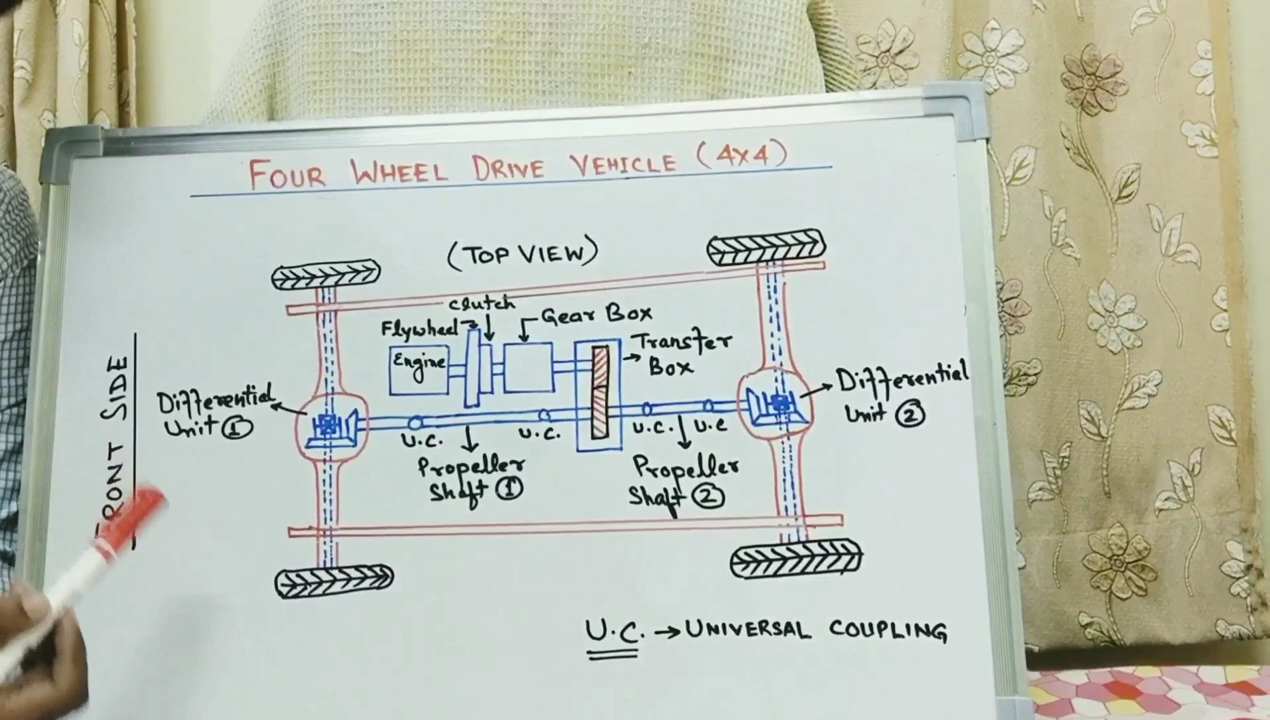 FOUR WHEEL DRIVE VEHICLE (4x4)
(TOP VIEW)
clutch
Flywheel
Gear Box
Engine
Transfer
Box
FRONT SIDE
Differential
Unit ①
Differential
Unit ②
U.C.
U.C.
U.C.
U.C
Propeller
Shaft ①
Propeller
Shaft ②
U.C. → UNIVERSAL COUPLING